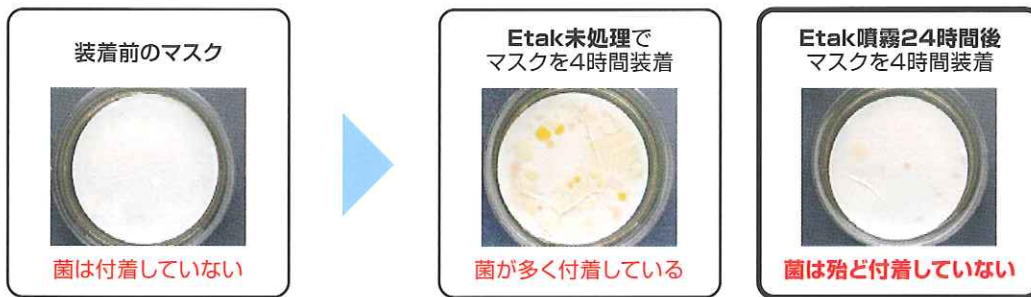 装着前のマスク
菌は付着していない
Etak未処理で
マスクを4時間装着
菌が多く付着している
Etak噴霧24時間後
マスクを4時間装着
菌は殆ど付着していない